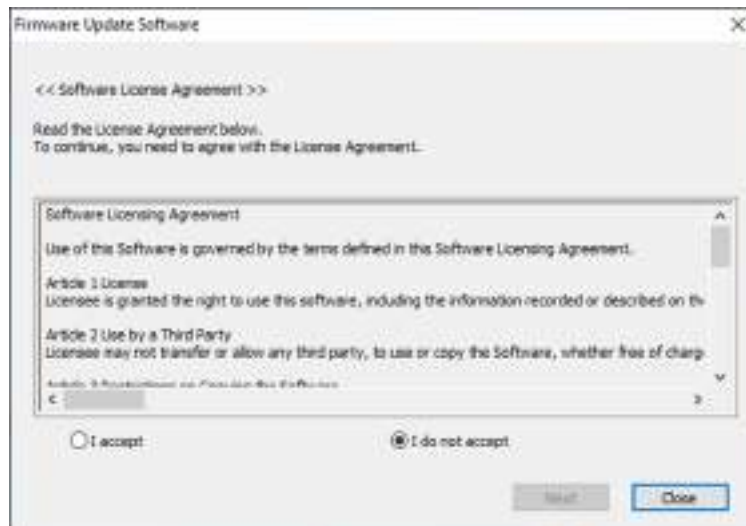 Firmware Update Software
<< Software License Agreement >>
Read the License Agreement below.
To continue, you need to agree with the License Agreement.
Software Licensing Agreement
Use of this Software is governed by the terms defined in this Software Licensing Agreement.
Article 1 License
Licensee is granted the right to use this software, including the information recorded or described on
Article 2 Use by a Third Party
Licensee may not transfer or allow any third party, to use or copy the Software, whether free of
I accept
I do not accept
Next
Close